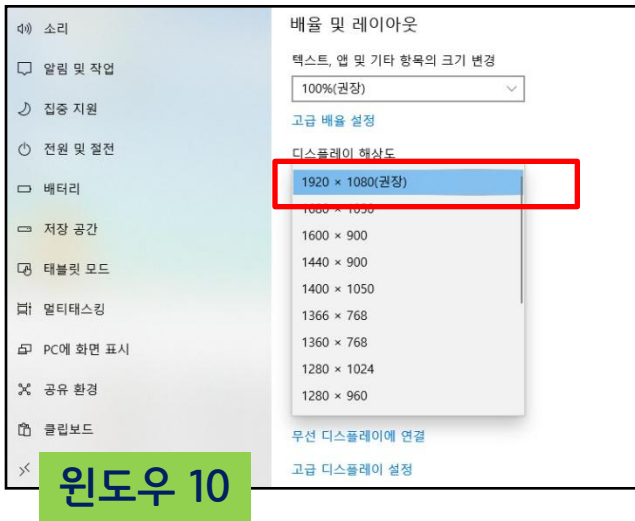 소리
알림 및 작업
집중 지원
전원 및 절전
배터리
저장 공간
태블릿 모드
멀티태스킹
PC에 화면 표시
공유 환경
클립보드
윈도우 10
배율 및 레이아웃
텍스트, 앱 및 기타 항목의 크기 변경
100%(권장)
고급 배율 설정
디스플레이 해상도
1920 × 1080(권장)
1680 × 1050
1600 × 900
1440 × 900
1400 × 1050
1366 × 768
1360 × 768
1280 × 1024
1280 × 960
무선 디스플레이에 연결
고급 디스플레이 설정